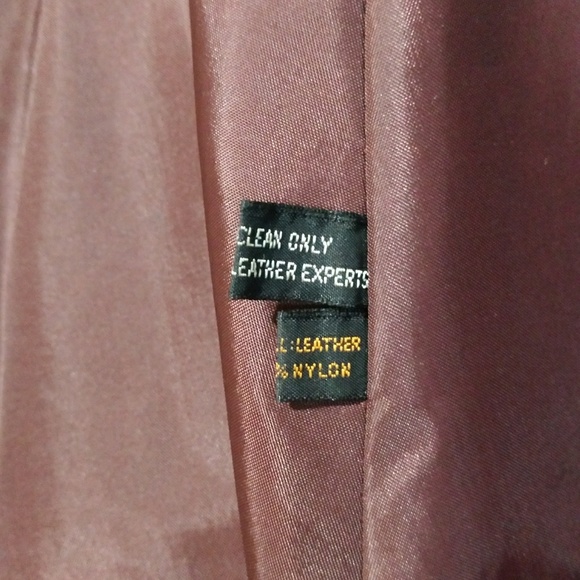 CLEAN ONLY
LEATHER EXPERTS
L:LEATHER
% NYLON